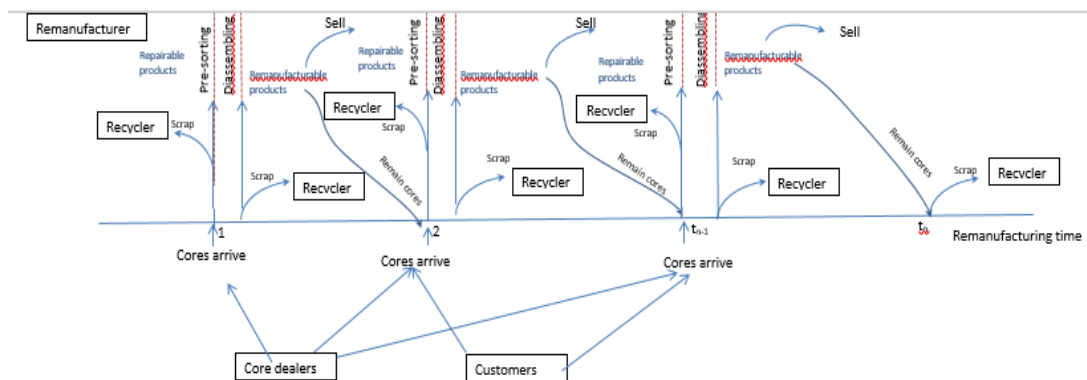 Remanufacturer
Repairable
products
Pre-sorting
Diassembling
Remanufacturable
products
Sell
Repairable
products
Pre-sorting
Diassembling
Remanufacturable
products
Sell
Repairable
products
Pre-sorting
Diassembling
Remanufacturable
products
Sell
Recycler
Scrap
Scrap
Recycler
Remain cores
Recycler
Scrap
Scrap
Recycler
Remain cores
Recycler
Scrap
Scrap
Recycler
Remain cores
Scrap
Recycler
1
2
tn-1
tn
Remanufacturing time
Cores arrive
Cores arrive
Cores arrive
Core dealers
Customers